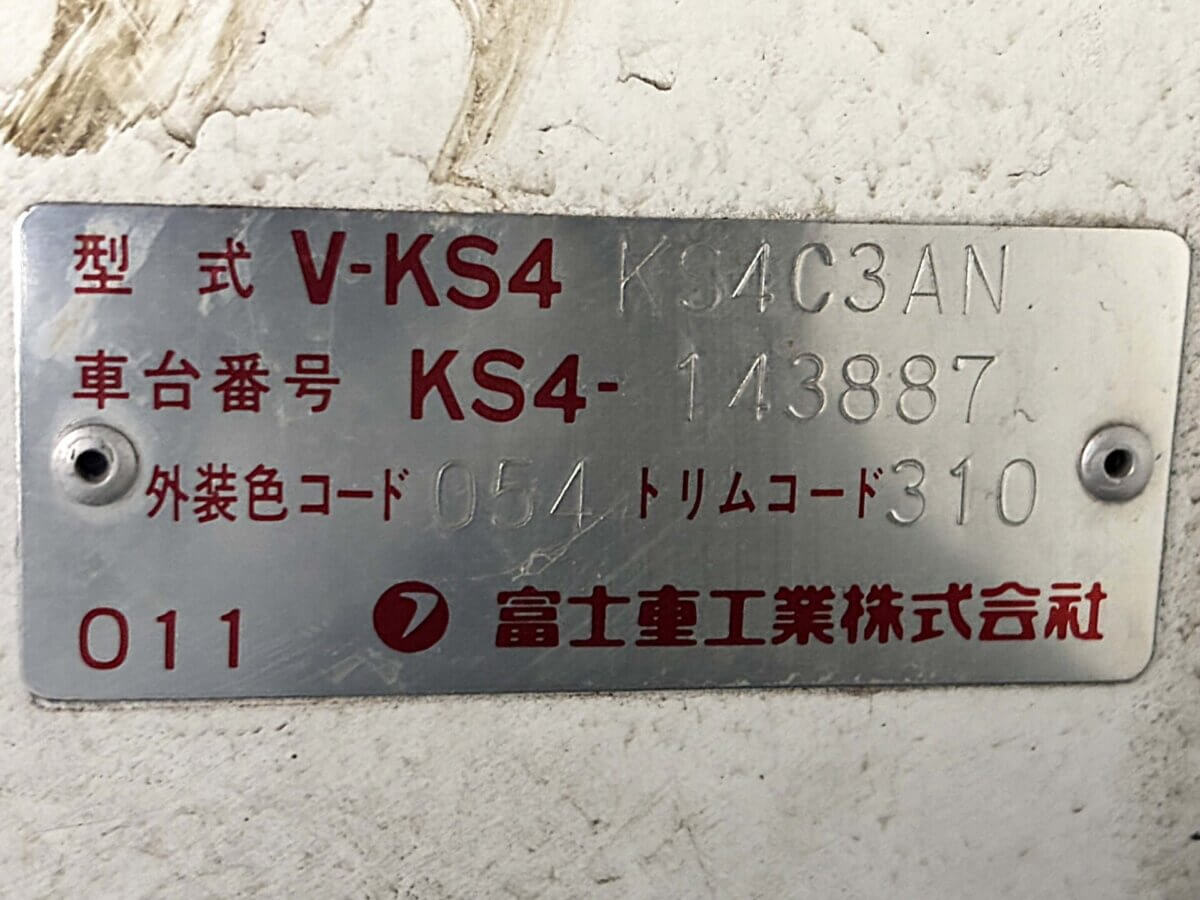 型式 V-KS4 KS4C3AN
車台番号 KS4-143887
外装色コード 054 トリムコード 310
011 フ 富士重工業株式会社